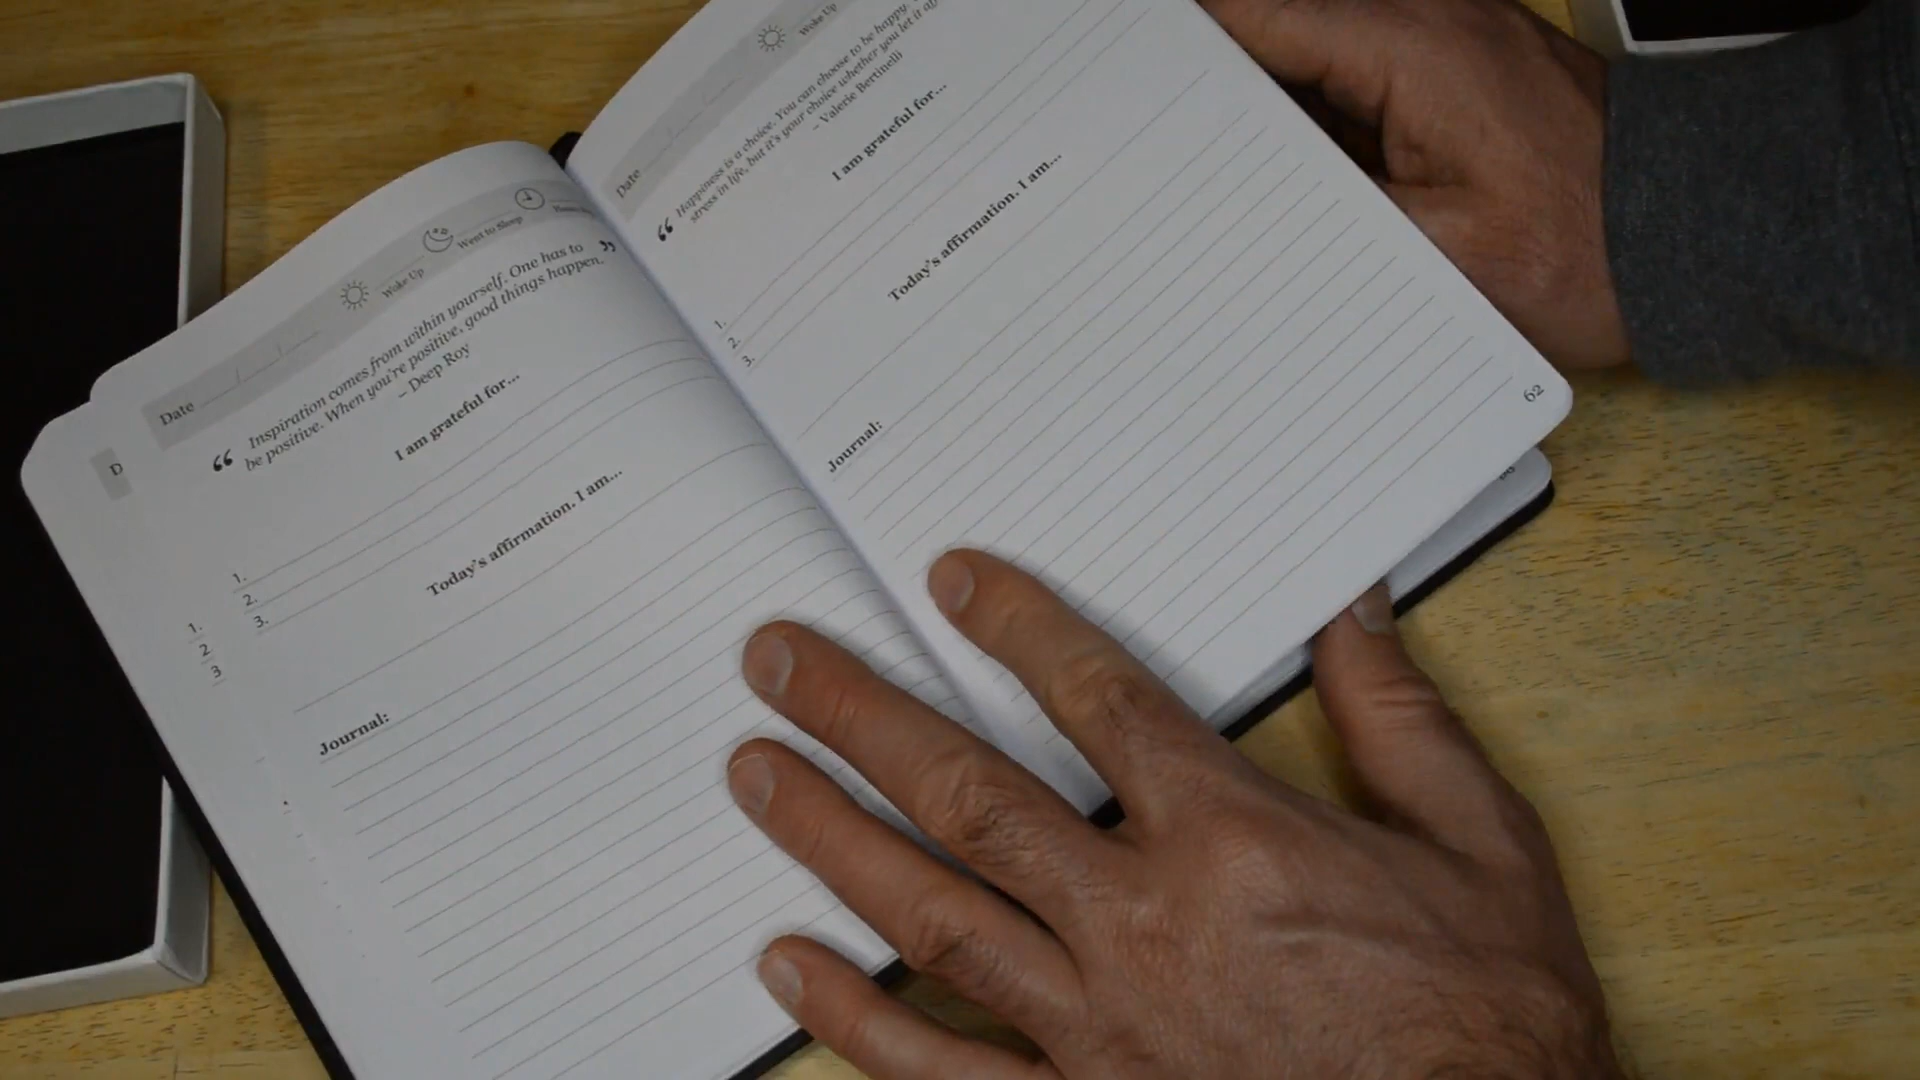 Date
Woke Up
Went to Sleep
“ Inspiration comes from within yourself. One has to
be positive. When you're positive, good things happen. ”
– Deep Roy
I am grateful for...
1.
2.
3.
Today's affirmation. I am...
Journal:
D
1.
2
3
Date
Woke Up
“ Happiness is a choice. You can choose to be happy.
stress in life, but it's your choice whether you let it
– Valerie Bertinelli
I am grateful for...
1.
2.
3.
Today's affirmation. I am...
Journal:
62